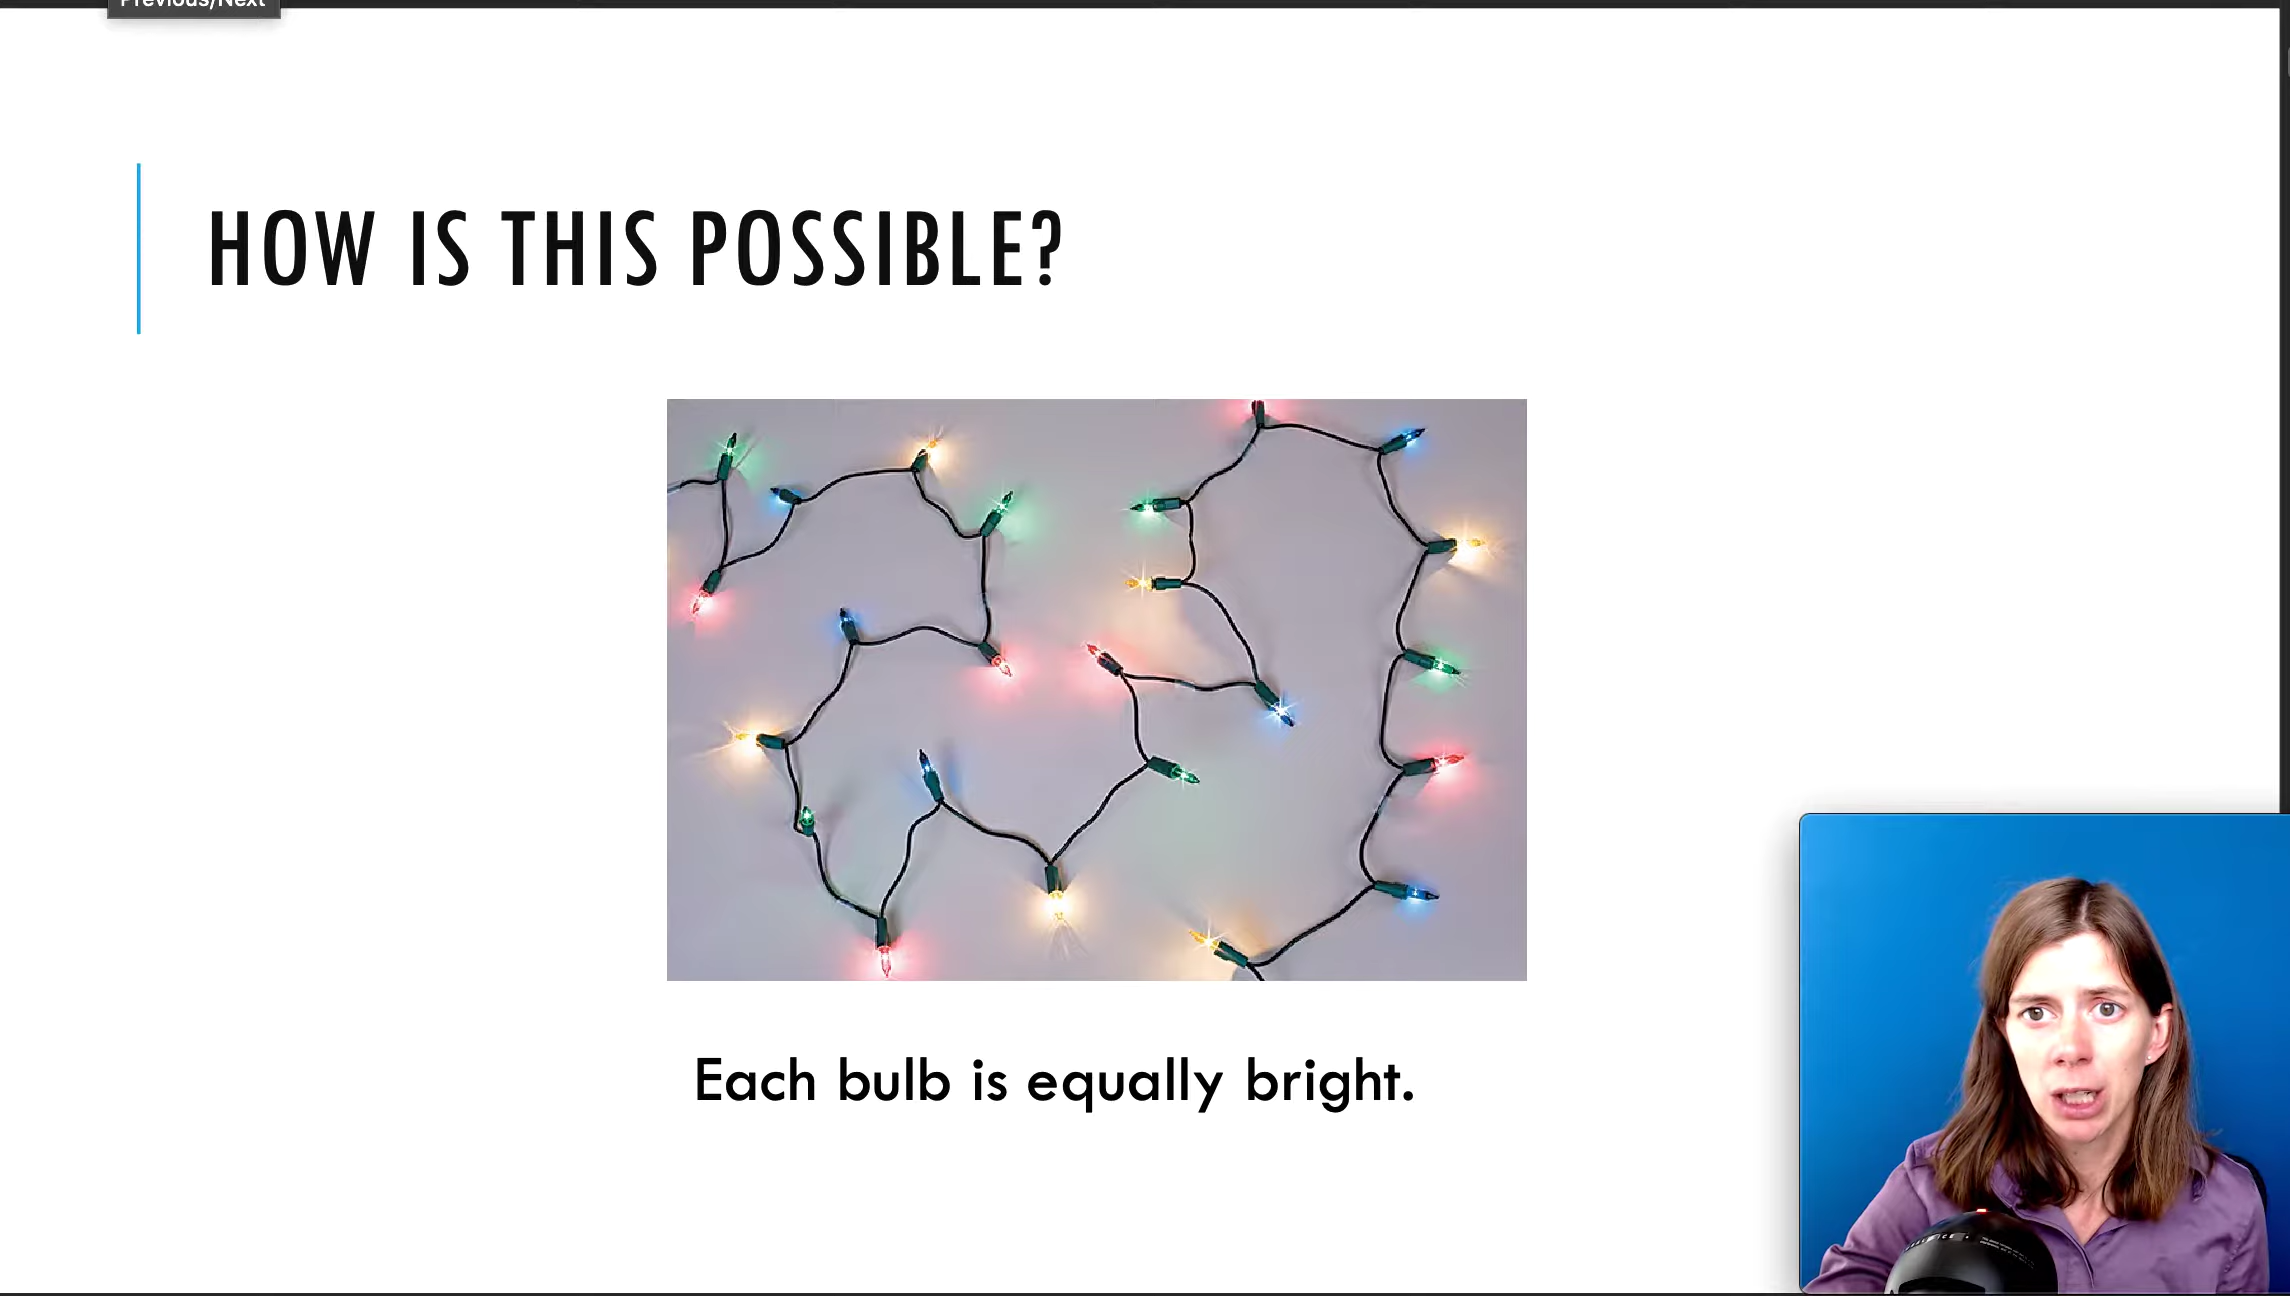 Previous/Next
HOW IS THIS POSSIBLE?
Each bulb is equally bright.